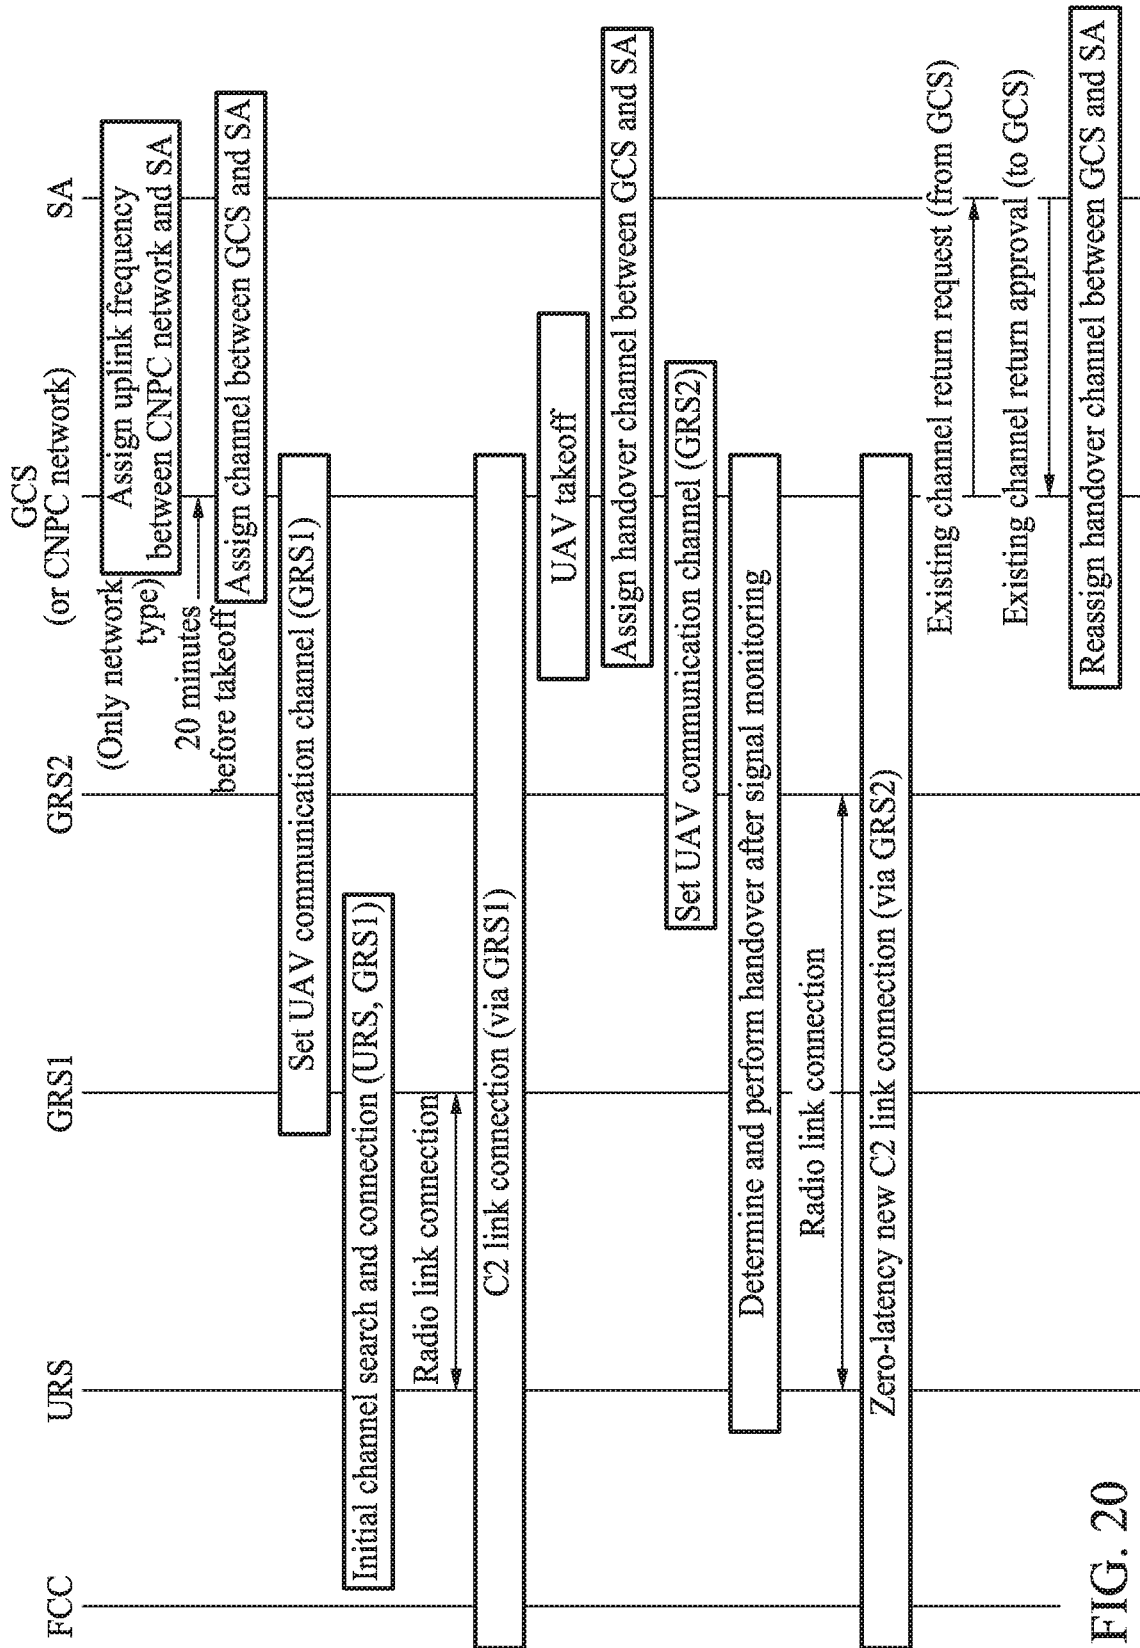 FCC
URS
GRS1
GRS2
GCS
(or CNPC network)
SA
(Only network
type)
Assign uplink frequency
between CNPC network and SA
20 minutes
before takeoff
Assign channel between GCS and SA
Set UAV communication channel (GRS1)
Initial channel search and connection (URS, GRS1)
Radio link connection
C2 link connection (via GRS1)
UAV takeoff
Assign handover channel between GCS and SA
Set UAV communication channel (GRS2)
Determine and perform handover after signal monitoring
Radio link connection
Zero-latency new C2 link connection (via GRS2)
Existing channel return request (from GCS)
Existing channel return approval (to GCS)
Reassign handover channel between GCS and SA
FIG. 20